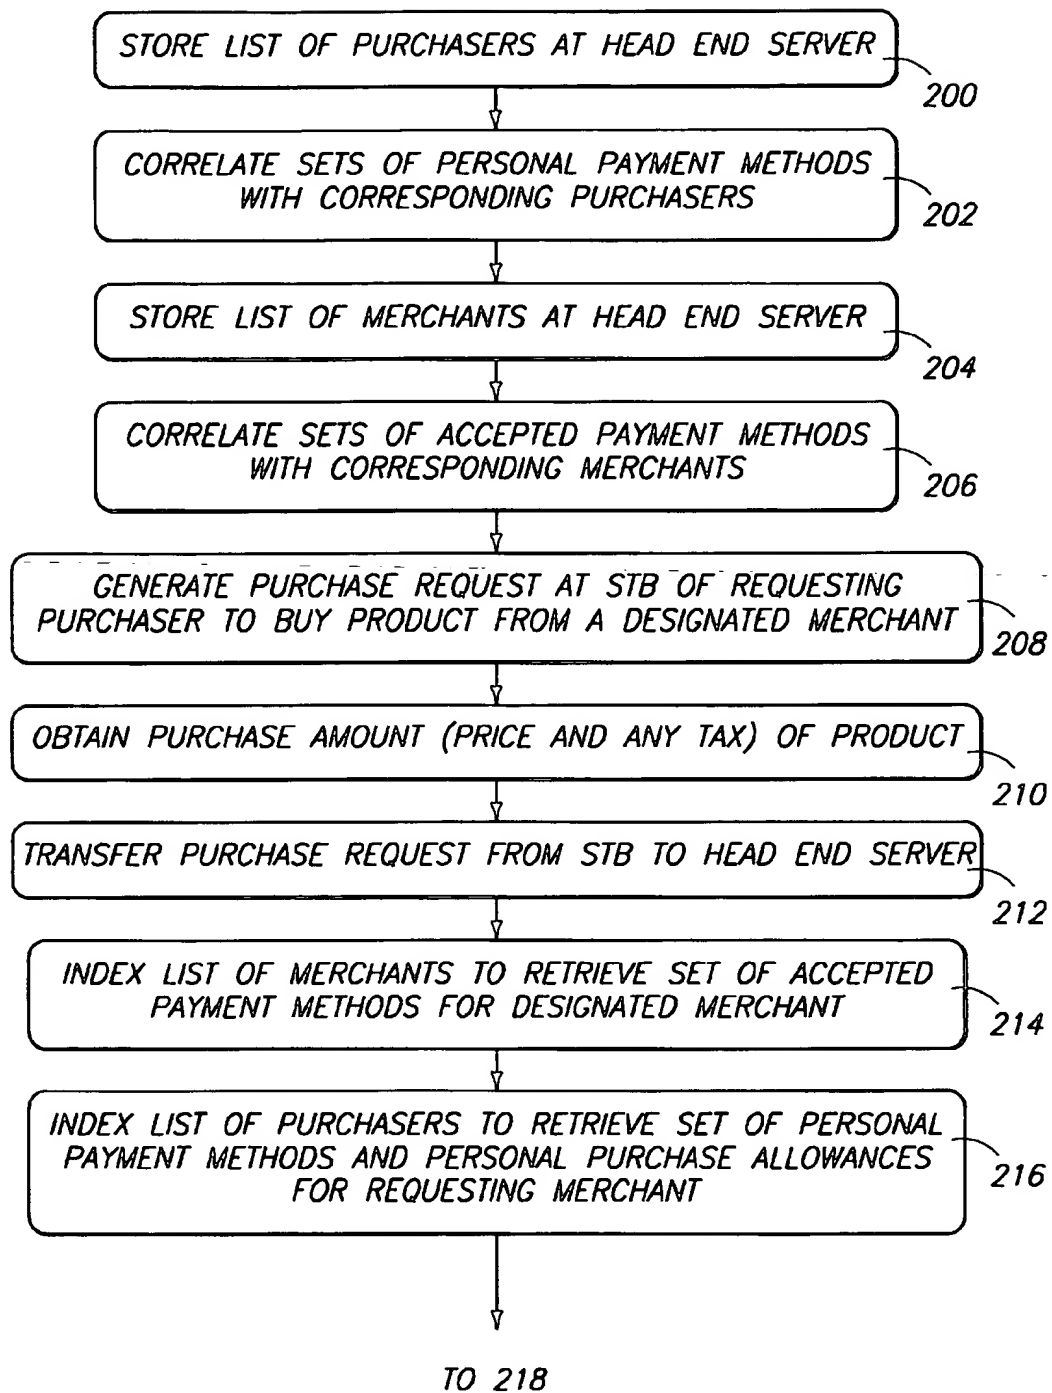 STORE LIST OF PURCHASERS AT HEAD END SERVER
200
CORRELATE SETS OF PERSONAL PAYMENT METHODS
WITH CORRESPONDING PURCHASERS
202
STORE LIST OF MERCHANTS AT HEAD END SERVER
204
CORRELATE SETS OF ACCEPTED PAYMENT METHODS
WITH CORRESPONDING MERCHANTS
206
GENERATE PURCHASE REQUEST AT STB OF REQUESTING
PURCHASER TO BUY PRODUCT FROM A DESIGNATED MERCHANT
208
OBTAIN PURCHASE AMOUNT (PRICE AND ANY TAX) OF PRODUCT
210
TRANSFER PURCHASE REQUEST FROM STB TO HEAD END SERVER
212
INDEX LIST OF MERCHANTS TO RETRIEVE SET OF ACCEPTED
PAYMENT METHODS FOR DESIGNATED MERCHANT
214
INDEX LIST OF PURCHASERS TO RETRIEVE SET OF PERSONAL
PAYMENT METHODS AND PERSONAL PURCHASE ALLOWANCES
FOR REQUESTING MERCHANT
216
TO 218